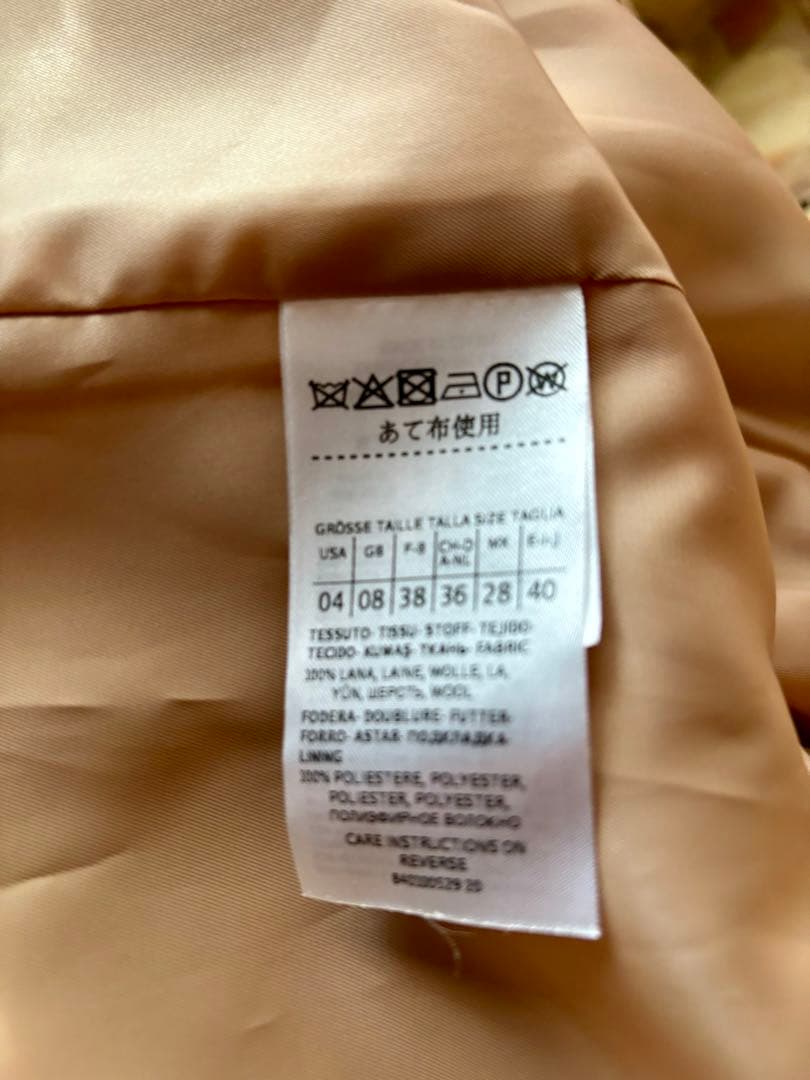 P W
あて布使用
GRÖSSE TAILLE TALLA SIZE TAGLIA
USA GB F-B CH-D A-NL MX E-I-J
04 08 38 36 28 40
TESSUTO- TISSU- STOFF- TEJIDO-
TECIDO- KUMAŞ- ТКАНЬ- FABRIC
100% LANA, LAINE, WOLLE, LA,
YÜN, ШЕРСТЬ, WOOL
FODERA- DOUBLURE- FUTTER-
FORRO- ASTAR- ПОДКЛАДКА-
LINING
100% POLIESTERE, POLYESTER,
POLIESTER, POLYESTER,
ПОЛИЭФИРНОЕ ВОЛОКНО
CARE INSTRUCTIONS ON
REVERSE